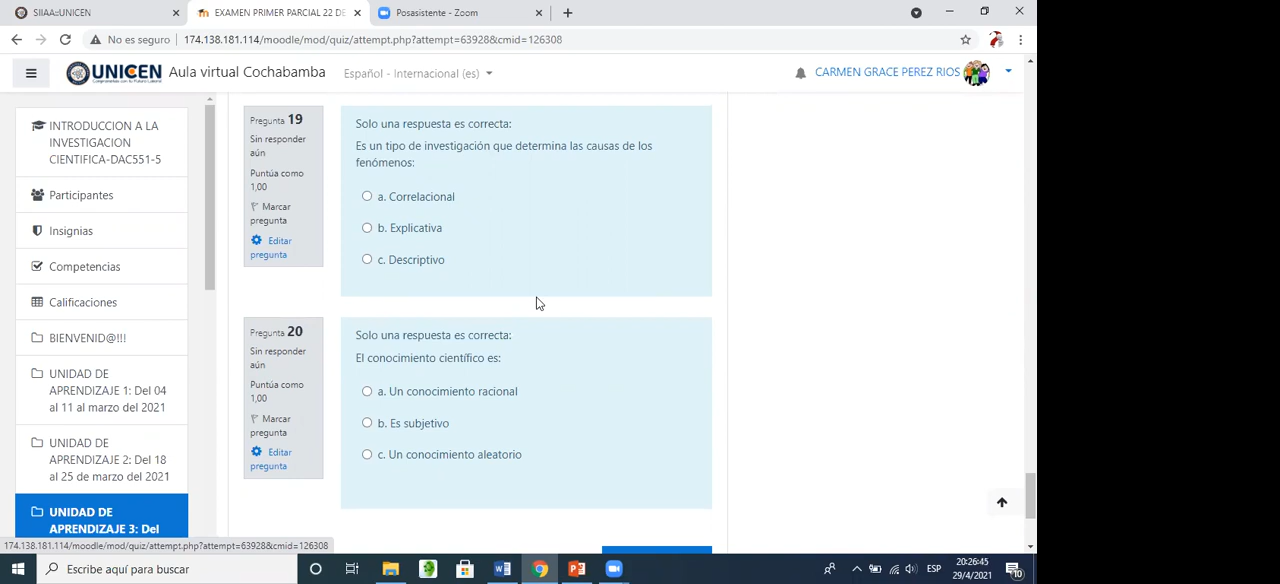 SIIAA::UNICEN
EXAMEN PRIMER PARCIAL 22 DE
Posasistente - Zoom
No es seguro
174.138.181.114/moodle/mod/quiz/attempt.php?attempt=63928&cmid=126308
UNICEN
Aula virtual Cochabamba
Español - Internacional (es)
CARMEN GRACE PEREZ RIOS
INTRODUCCION A LA
INVESTIGACION
CIENTIFICA-DAC551-5
Participantes
Insignias
Competencias
Calificaciones
BIENVENID@!!!
UNIDAD DE
APRENDIZAJE 1: Del 04
al 11 al marzo del 2021
UNIDAD DE
APRENDIZAJE 2: Del 18
al 25 de marzo del 2021
UNIDAD DE
APRENDIZAJE 3: Del
Pregunta 19
Sin responder
aún
Puntúa como
1,00
Marcar
pregunta
Editar
pregunta
Solo una respuesta es correcta:
Es un tipo de investigación que determina las causas de los
fenómenos:
a. Correlacional
b. Explicativa
c. Descriptivo
Pregunta 20
Sin responder
aún
Puntúa como
1,00
Marcar
pregunta
Editar
pregunta
Solo una respuesta es correcta:
El conocimiento científico es:
a. Un conocimiento racional
b. Es subjetivo
c. Un conocimiento aleatorio
174.138.181.114/moodle/mod/quiz/attempt.php?attempt=63928&cmid=126308
Escribe aquí para buscar
ESP
20:26:45
29/4/2021
10